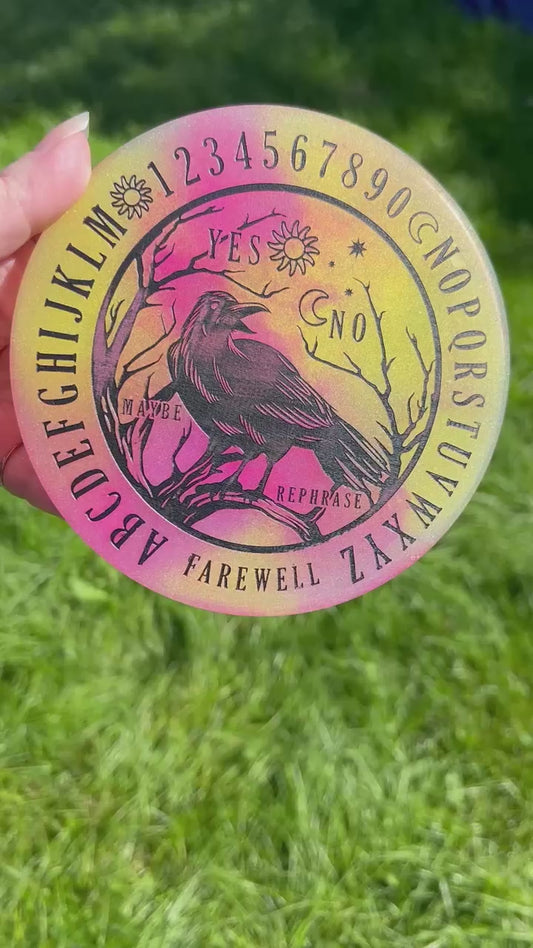 1234567890
ABCDEFGHIJKLM
NOPQRSTUVWXYZ
YES
NO
MAYBE
REPHRASE
FAREWELL